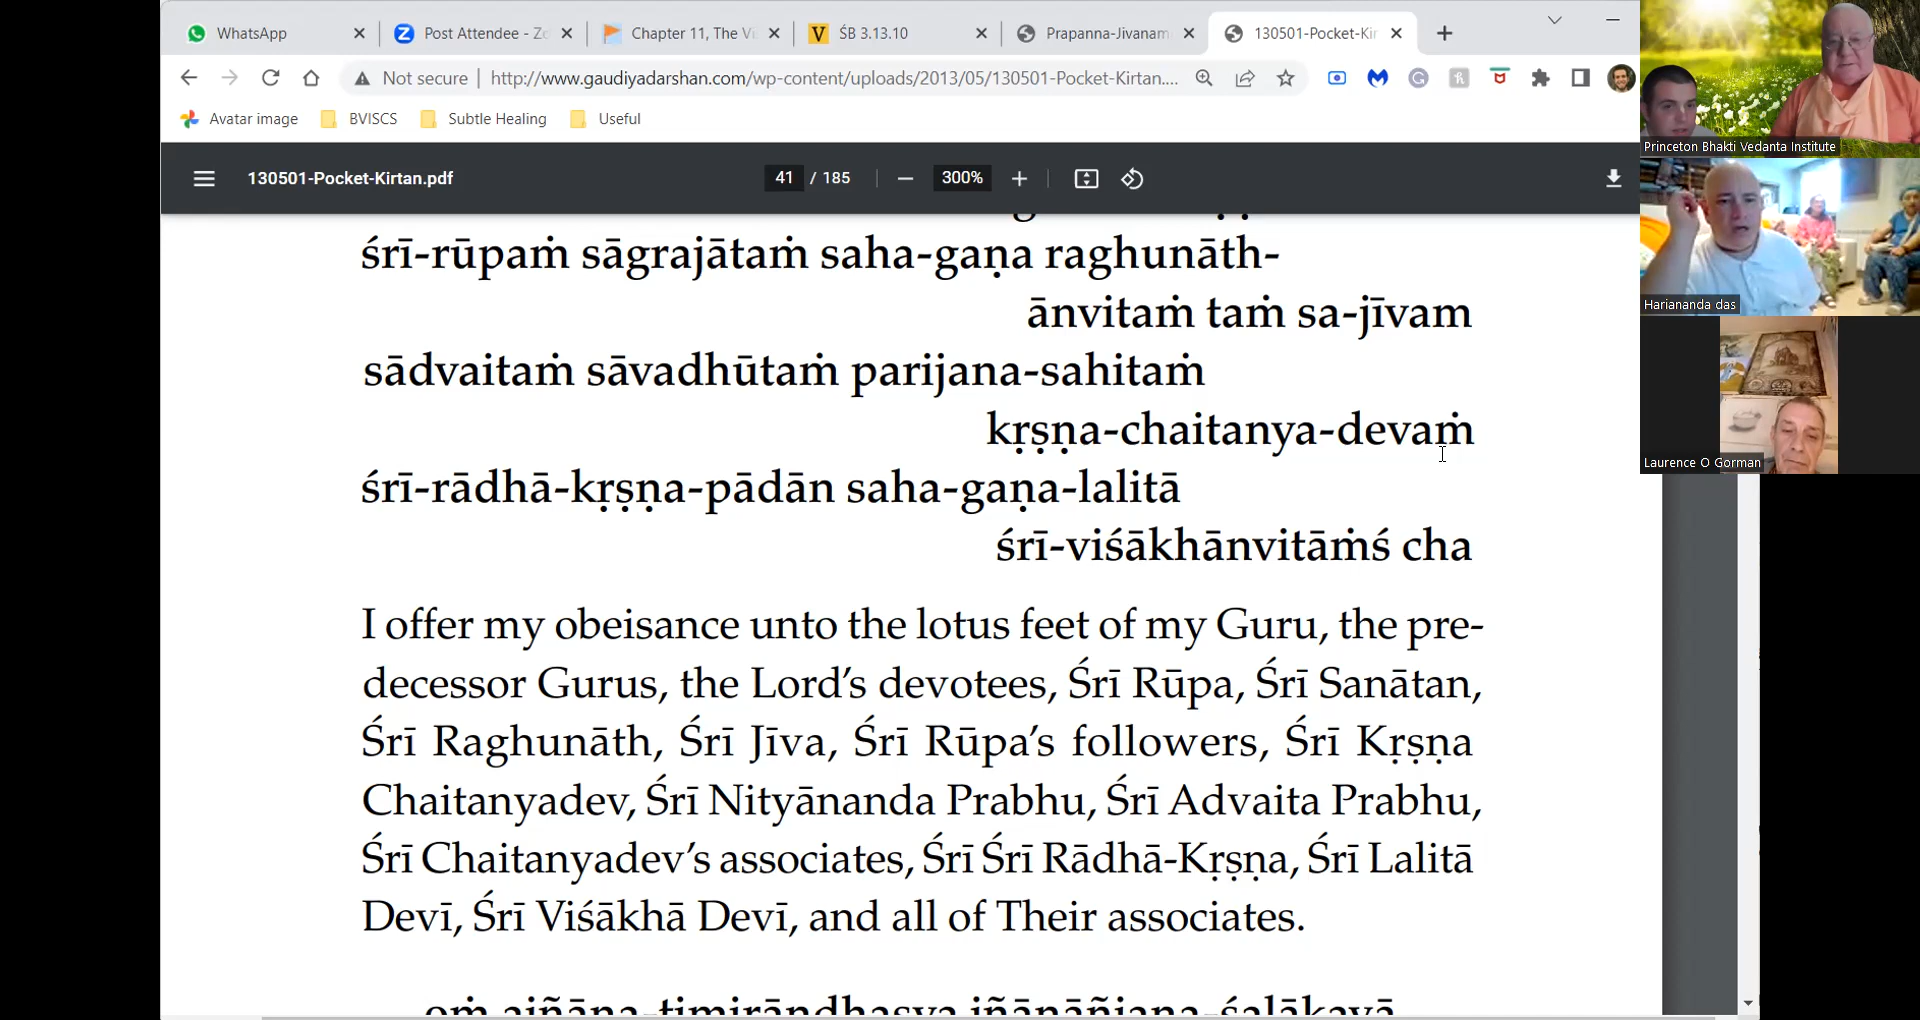 WhatsApp
Post Attendee - Zo
Chapter 11, The Vi
ŚB 3.13.10
Prapanna-Jivanam
130501-Pocket-Kir
Not secure | http://www.gaudiyadarshan.com/wp-content/uploads/2013/05/130501-Pocket-Kirtan....
Avatar image
BVISCS
Subtle Healing
Useful
130501-Pocket-Kirtan.pdf
41 / 185
300%
śrī-rūpaṁ sāgrajātaṁ saha-gaṇa raghunāth-
ānvitaṁ taṁ sa-jīvam
sādvaitaṁ sāvadhūtaṁ parijana-sahitaṁ
kṛṣṇa-chaitanya-devaṁ
śrī-rādhā-kṛṣṇa-pādān saha-gaṇa-lalitā
śrī-viśākhānvitāṁś cha
I offer my obeisance unto the lotus feet of my Guru, the pre-
decessor Gurus, the Lord's devotees, Śrī Rūpa, Śrī Sanātan,
Śrī Raghunāth, Śrī Jīva, Śrī Rūpa's followers, Śrī Kṛṣṇa
Chaitanyadev, Śrī Nityānanda Prabhu, Śrī Advaita Prabhu,
Śrī Chaitanyadev's associates, Śrī Śrī Rādhā-Kṛṣṇa, Śrī Lalitā
Devī, Śrī Viśākhā Devī, and all of Their associates.
oṁ ajñāna-timirāndhasya jñānāñjana-śalākayā
Princeton Bhakti Vedanta Institute
Hariananda das
Laurence O Gorman